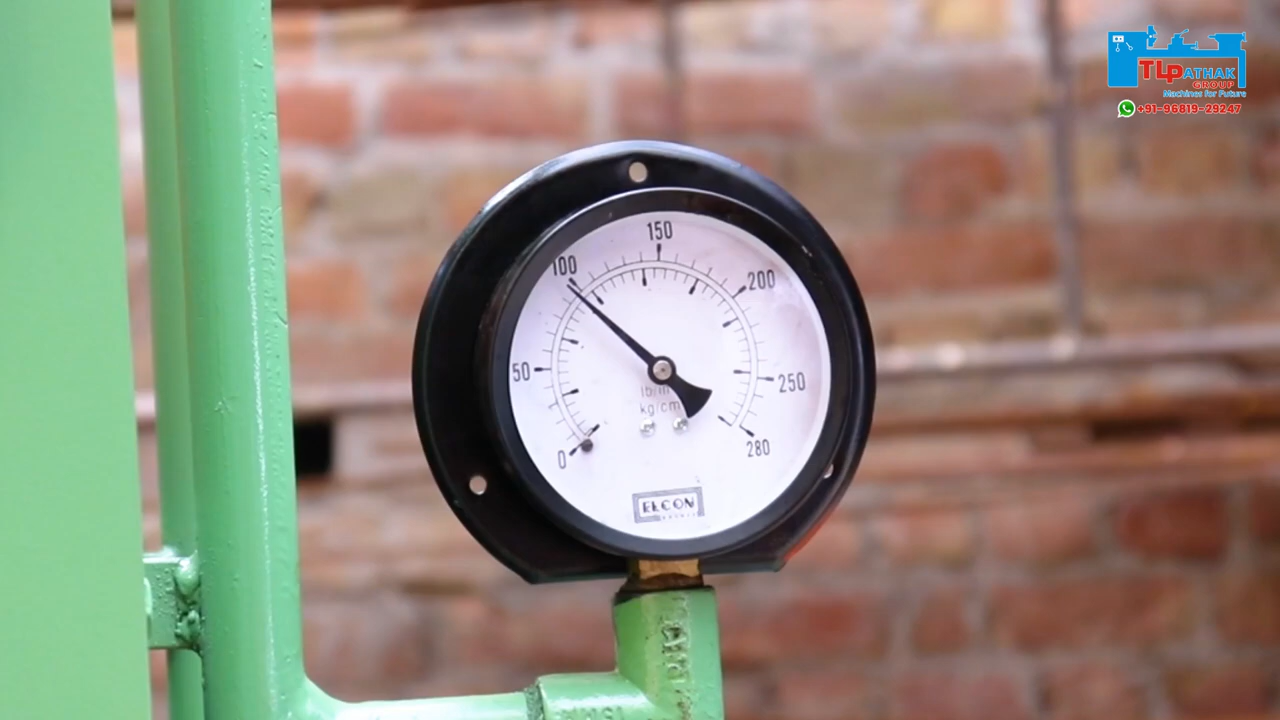 TLPATHAK
GROUP
Machines for Future
+91-96819-29247
150
100
200
50
250
lb/in
kg/cm
0
280
ELCON